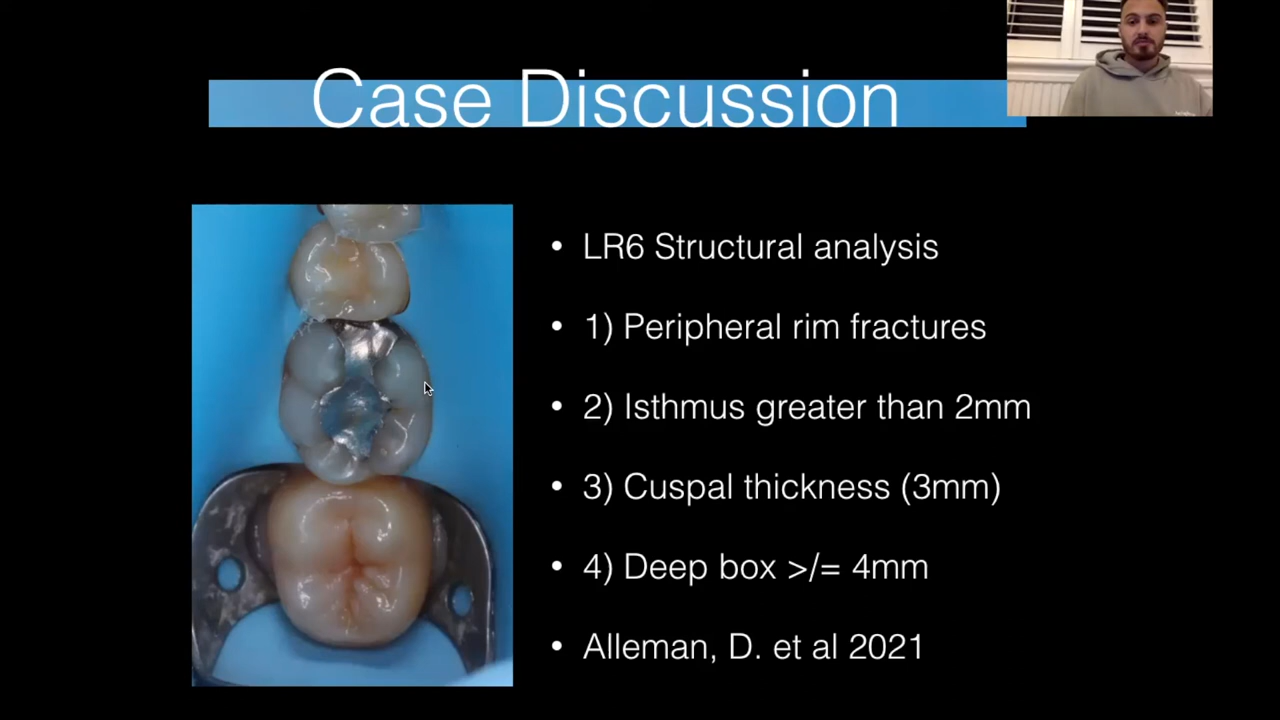 Case Discussion
• LR6 Structural analysis
• 1) Peripheral rim fractures
• 2) Isthmus greater than 2mm
• 3) Cuspal thickness (3mm)
• 4) Deep box >/= 4mm
• Alleman, D. et al 2021